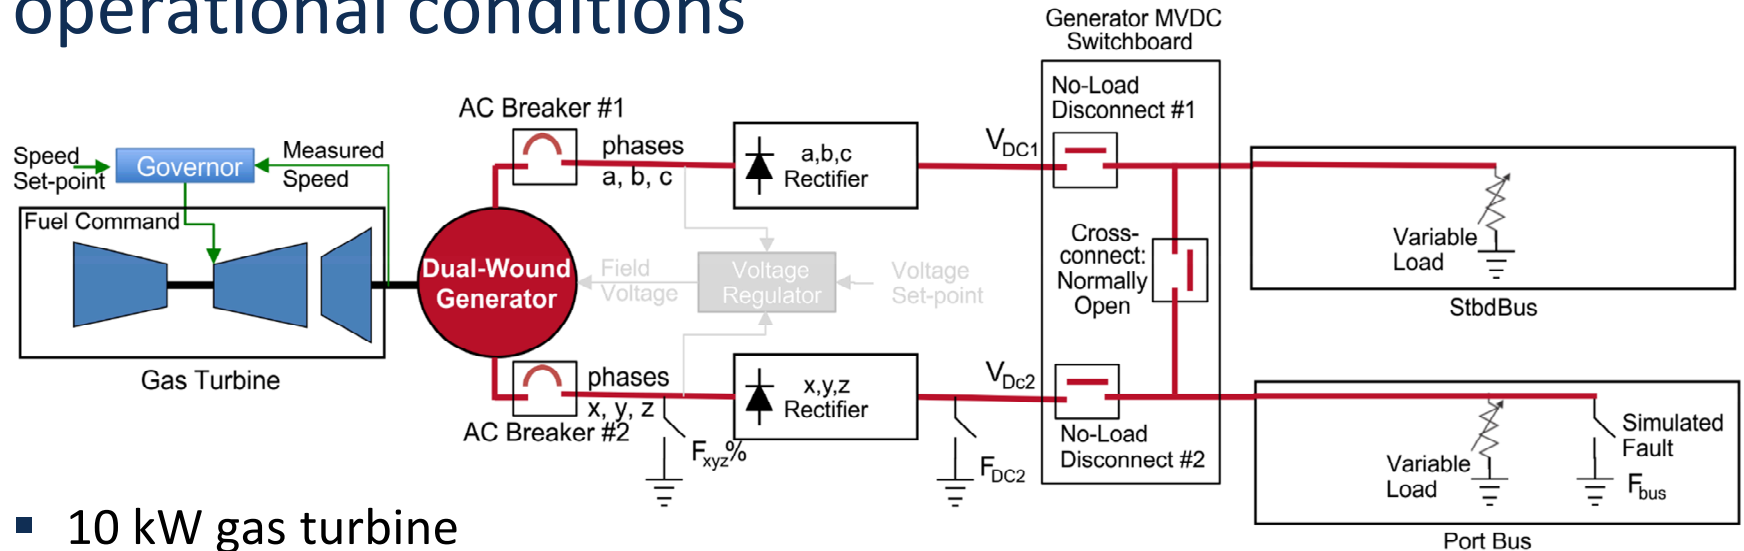 operational conditions
Generator MVDC
Switchboard
AC Breaker #1
No-Load
Disconnect #1
Speed
Set-point
Governor
Measured
Speed
phases
a, b, c
a,b,c
Rectifier
VDC1
Fuel Command
Cross-
connect:
Normally
Open
Variable
Load
StbdBus
Dual-Wound
Generator
Field
Voltage
Voltage
Regulator
Voltage
Set-point
Gas Turbine
phases
x, y, z
AC Breaker #2
x,y,z
Rectifier
VDc2
No-Load
Disconnect #2
Fxyz%
FDC2
Variable
Load
Simulated
Fault
Fbus
Port Bus
▪ 10 kW gas turbine